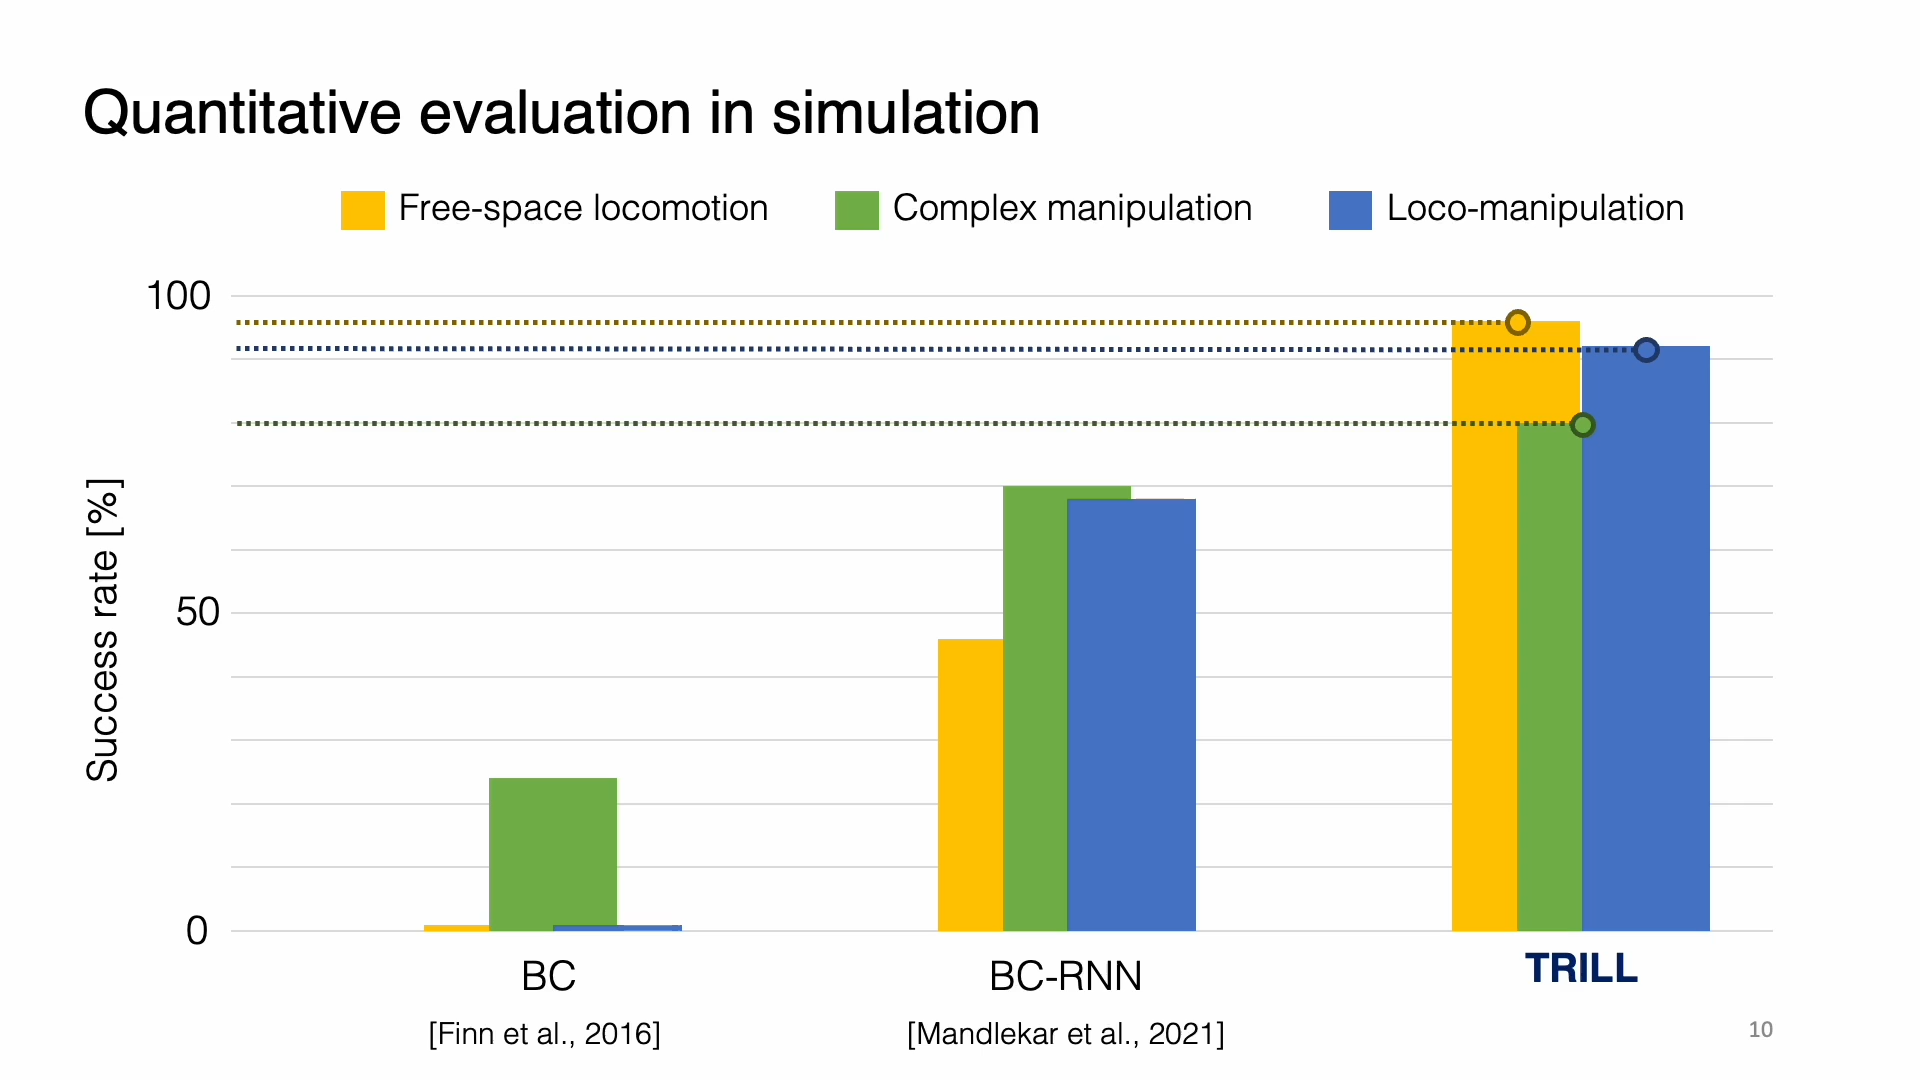 Quantitative evaluation in simulation
Free-space locomotion
Complex manipulation
Loco-manipulation
100
50
0
Success rate [%]
BC
BC-RNN
TRILL
[Finn et al., 2016]
[Mandlekar et al., 2021]
10